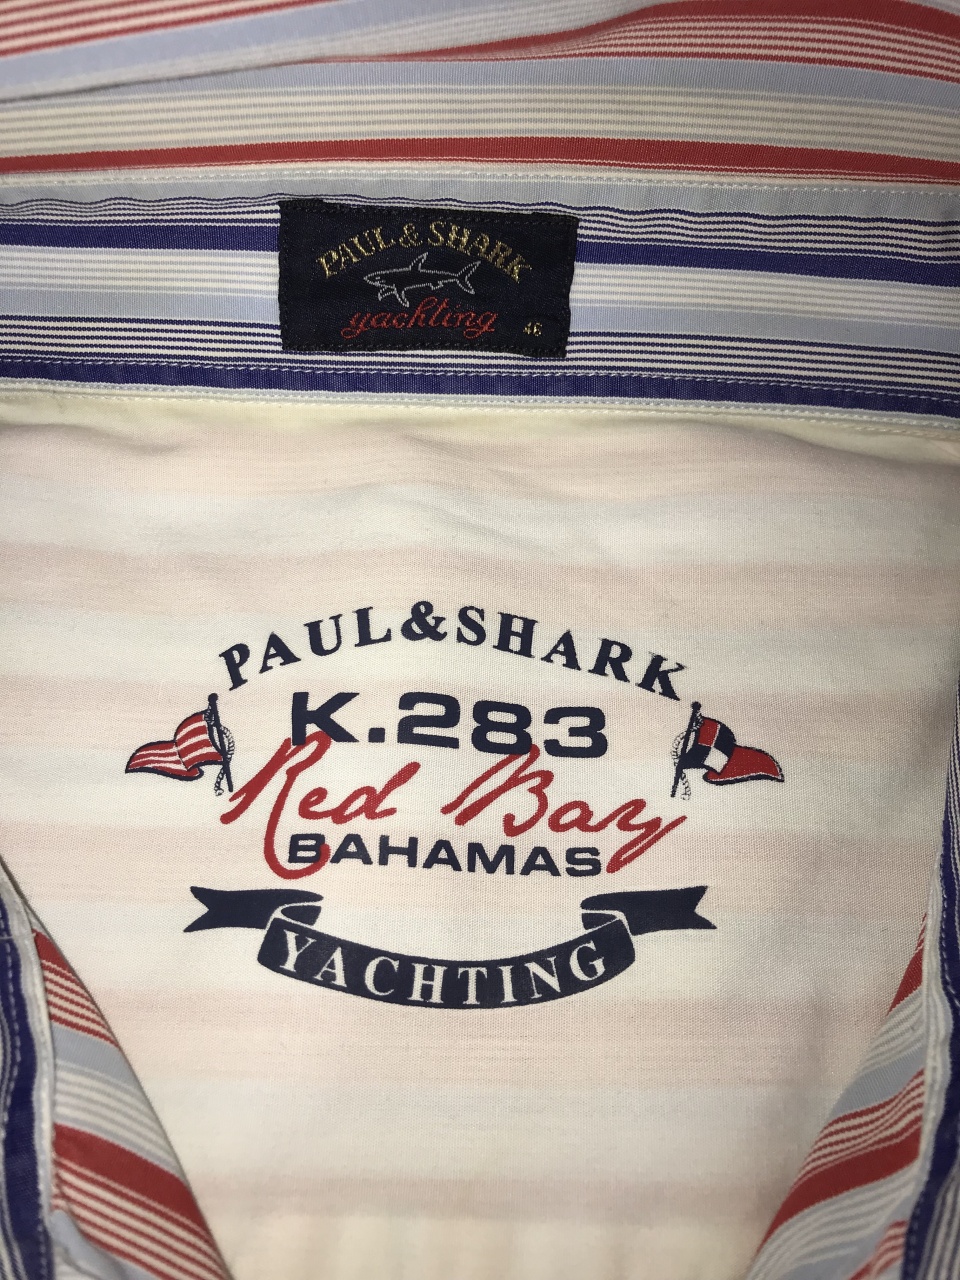 PAUL & SHARK
yachting
46
PAUL&SHARK
K.283
Red Bay
BAHAMAS
YACHTING